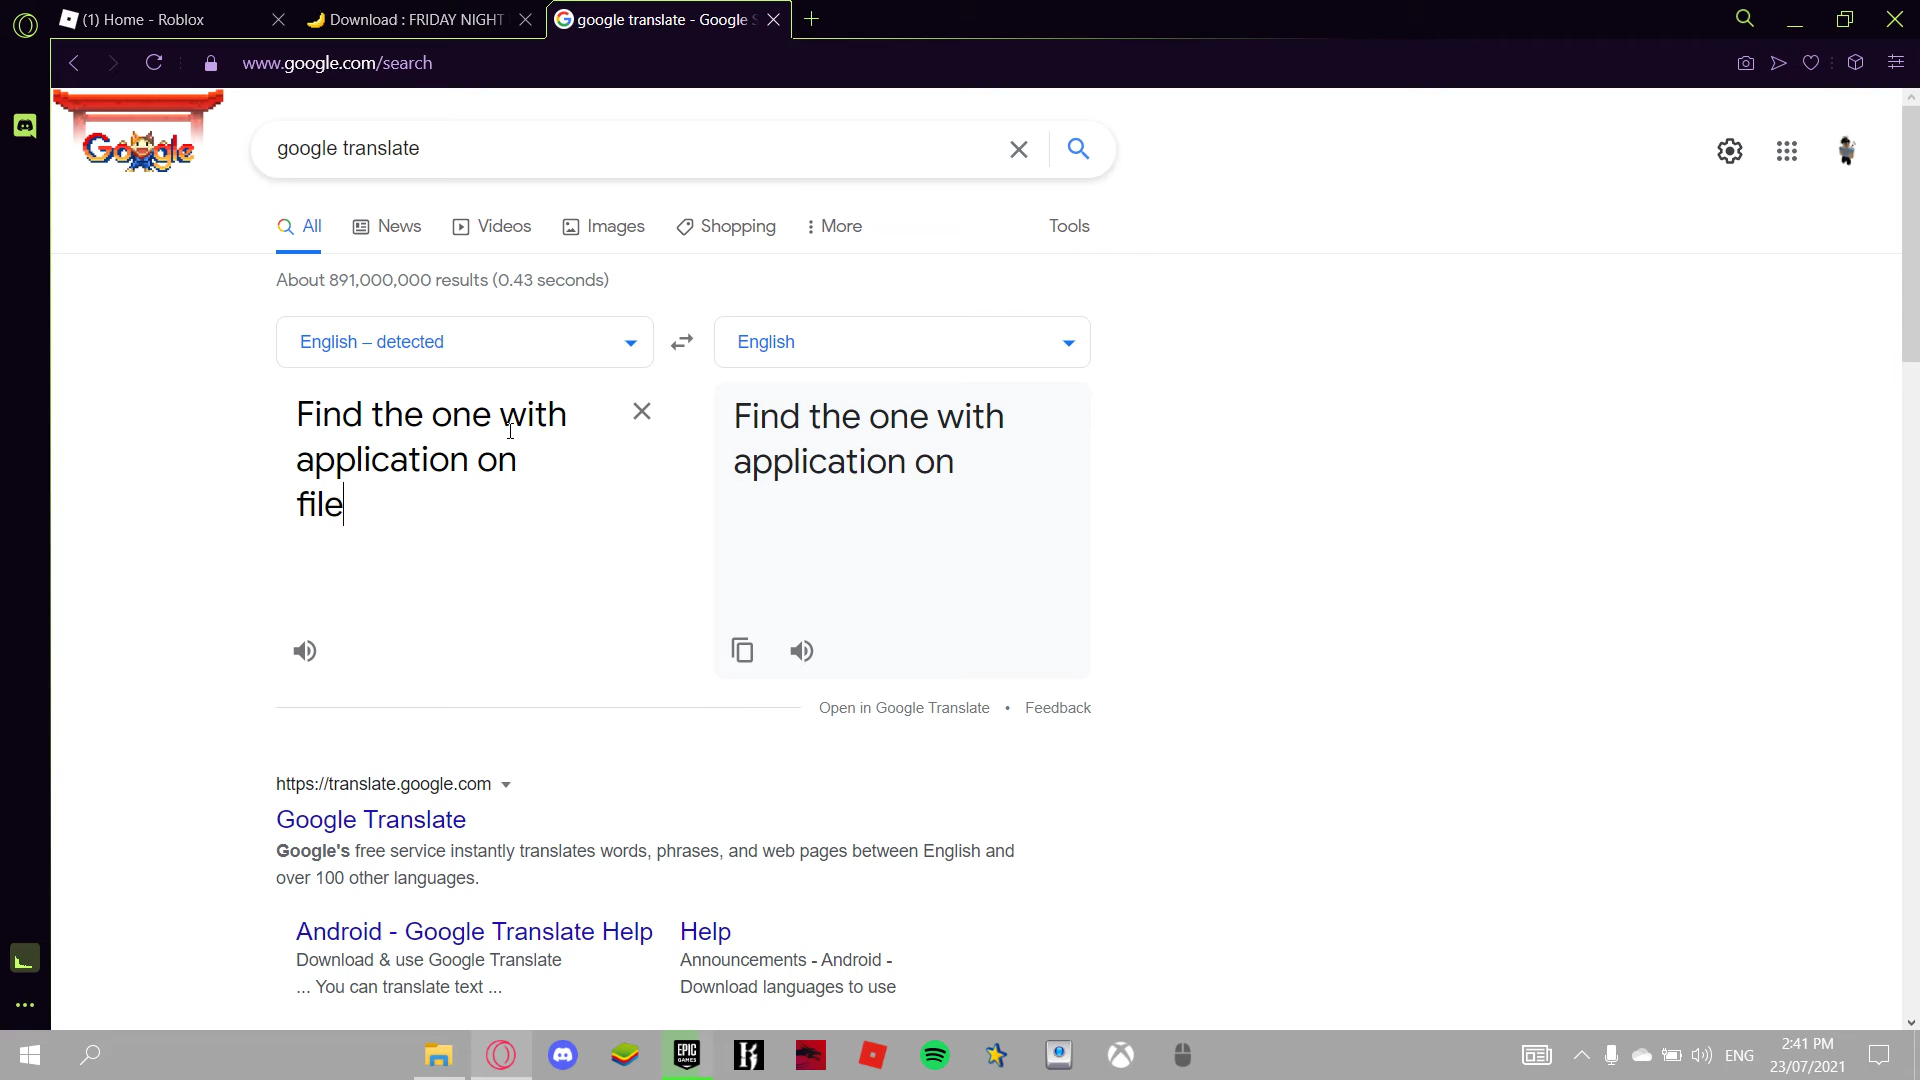 (1) Home - Roblox
Download : FRIDAY NIGHT
google translate - Google S
www.google.com/search
Google
google translate
All
News
Videos
Images
Shopping
More
Tools
About 891,000,000 results (0.43 seconds)
English – detected
English
Find the one with
application on
file
Find the one with
application on
Open in Google Translate • Feedback
https://translate.google.com
Google Translate
Google's free service instantly translates words, phrases, and web pages between English and
over 100 other languages.
Android - Google Translate Help
Download & use Google Translate
... You can translate text ...
Help
Announcements - Android -
Download languages to use
EPIC
GAMES
ENG
2:41 PM
23/07/2021